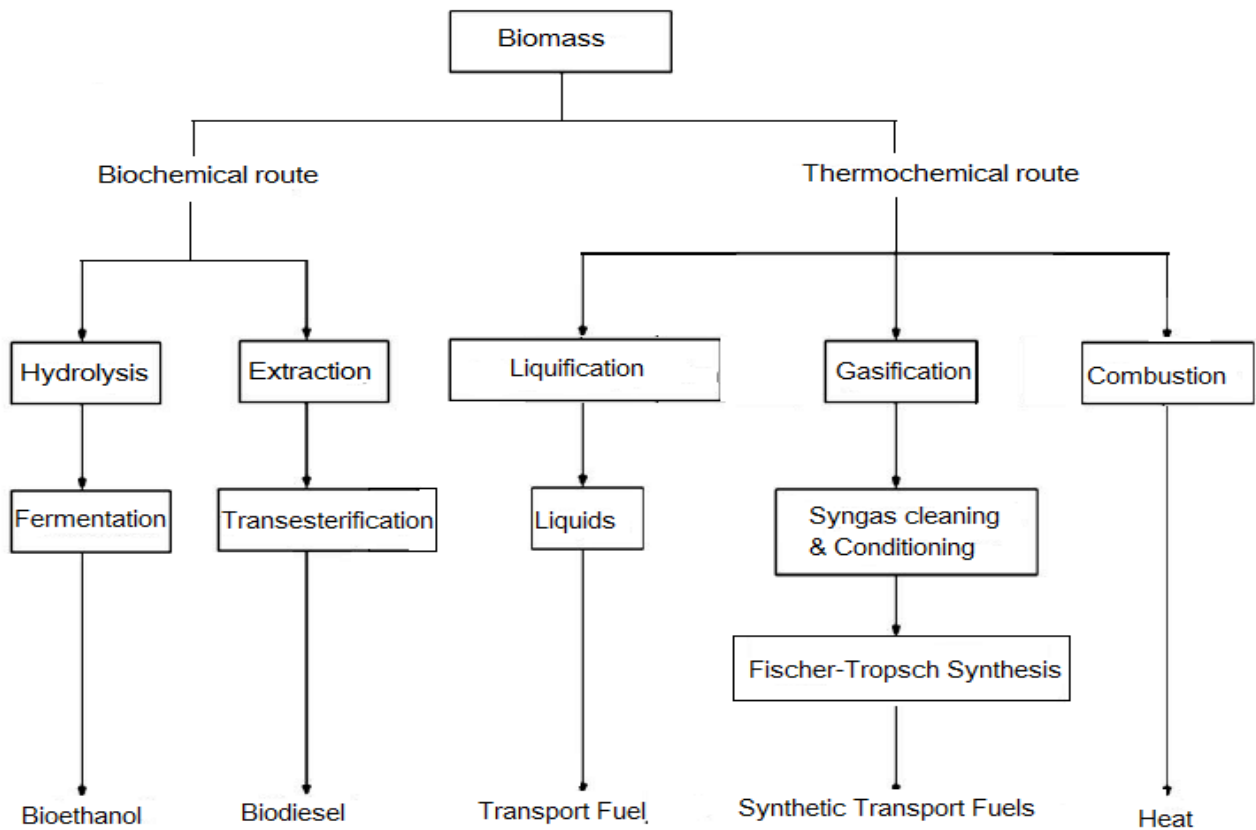 Biomass
Biochemical route
Thermochemical route
Hydrolysis
Extraction
Liquification
Gasification
Combustion
Fermentation
Transesterification
Liquids
Syngas cleaning
& Conditioning
Fischer-Tropsch Synthesis
Bioethanol
Biodiesel
Transport Fuel
Synthetic Transport Fuels
Heat